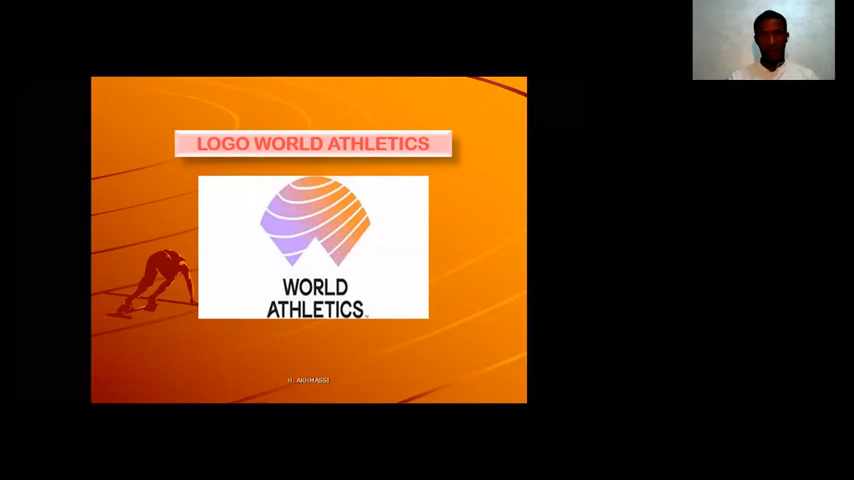 LOGO WORLD ATHLETICS
WORLD
ATHLETICS
H. AKHMASSI